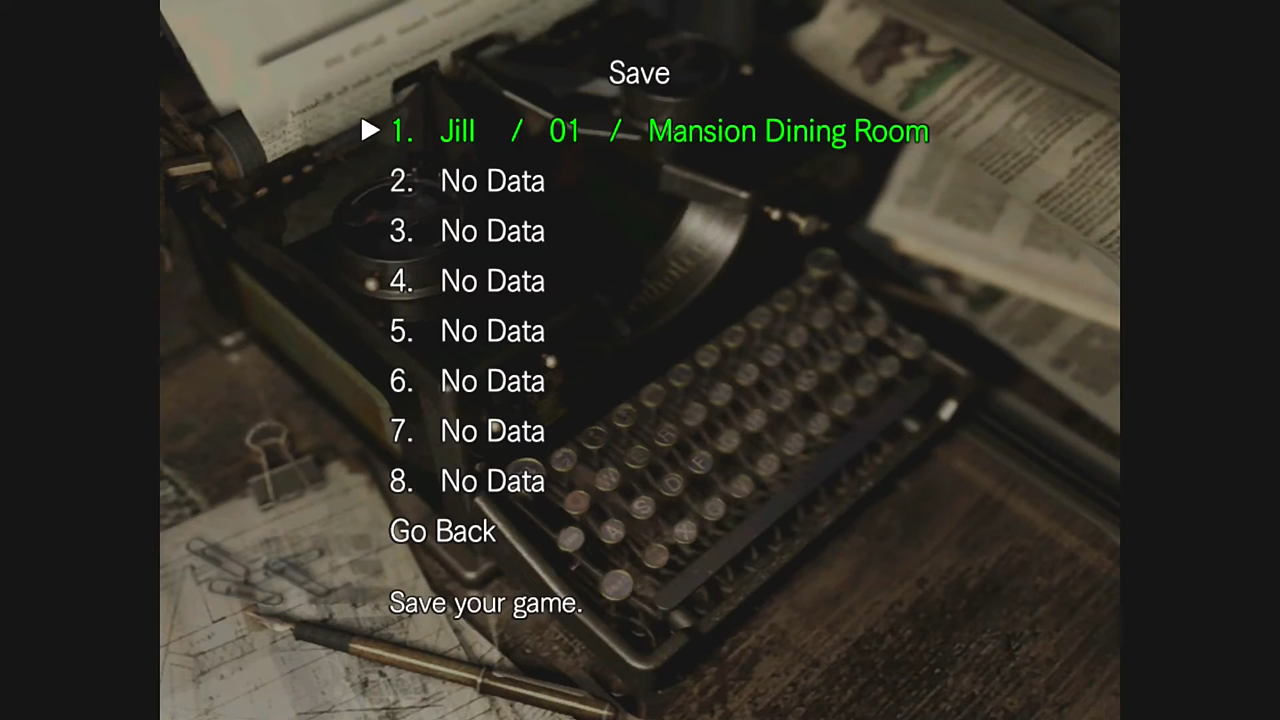 Save
1. Jill / 01 / Mansion Dining Room
2. No Data
3. No Data
4. No Data
5. No Data
6. No Data
7. No Data
8. No Data
Go Back
Save your game.